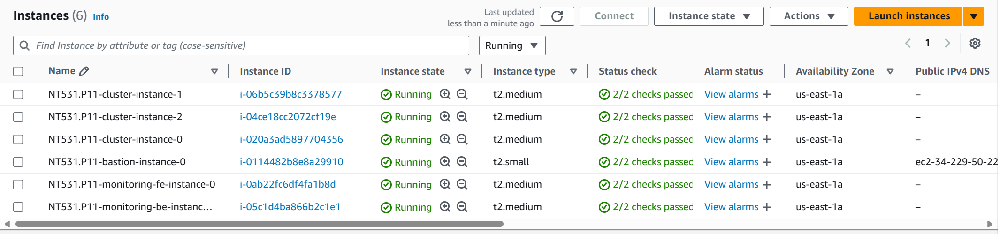 Instances (6) Info
Last updated
less than a minute ago
Connect
Instance state
Actions
Launch instances
Find Instance by attribute or tag (case-sensitive)
Running
1
Name Instance ID Instance state Instance type Status check Alarm status Availability Zone Public IPv4 DNS
NT531.P11-cluster-instance-1 i-06b5c39b8c3378577 Running t2.medium 2/2 checks passed View alarms + us-east-1a –
NT531.P11-cluster-instance-2 i-04ce18cc2072cf19e Running t2.medium 2/2 checks passed View alarms + us-east-1a –
NT531.P11-cluster-instance-0 i-020a3ad5897704356 Running t2.medium 2/2 checks passed View alarms + us-east-1a –
NT531.P11-bastion-instance-0 i-0114482b8e8a29910 Running t2.small 2/2 checks passed View alarms + us-east-1a ec2-34-229-50-22
NT531.P11-monitoring-fe-instance-0 i-0ab22fc6df4fa1b8d Running t2.medium 2/2 checks passed View alarms + us-east-1a –
NT531.P11-monitoring-be-instanc... i-05c1d4ba866b2c1e1 Running t2.medium 2/2 checks passed View alarms + us-east-1a –